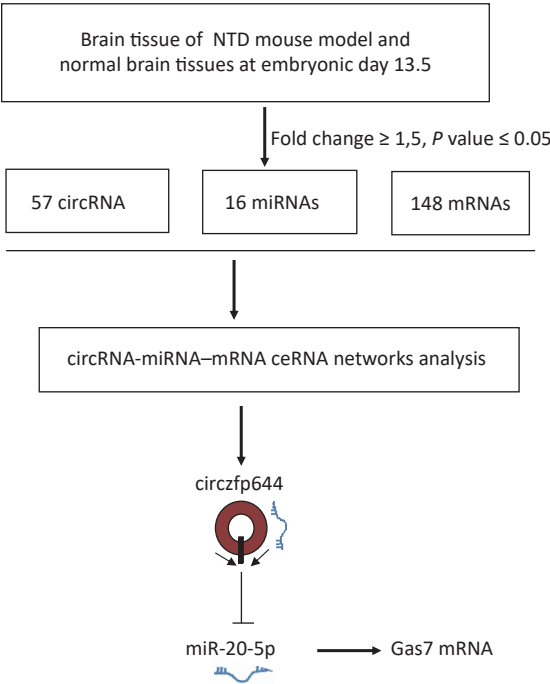 Brain tissue of NTD mouse model and
normal brain tissues at embryonic day 13.5
Fold change ≥ 1,5, P value ≤ 0.05
57 circRNA
16 miRNAs
148 mRNAs
circRNA-miRNA–mRNA ceRNA networks analysis
circzfp644
miR-20-5p
Gas7 mRNA